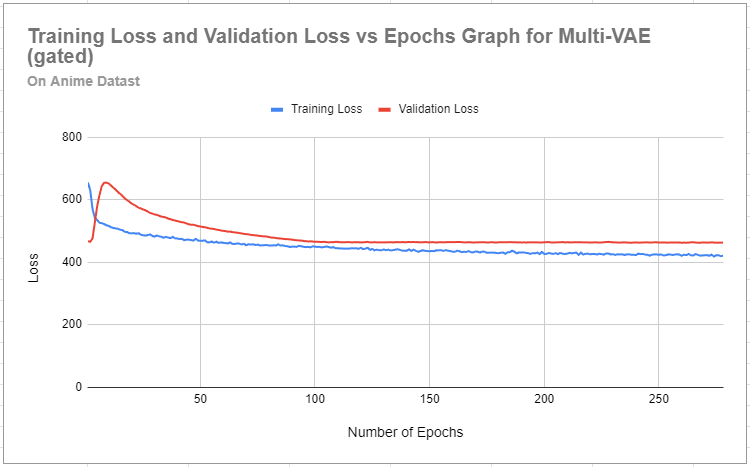 Training Loss and Validation Loss vs Epochs Graph for Multi-VAE
(gated)
On Anime Datast
Training Loss
Validation Loss
800
600
400
200
0
Loss
50
100
150
200
250
Number of Epochs